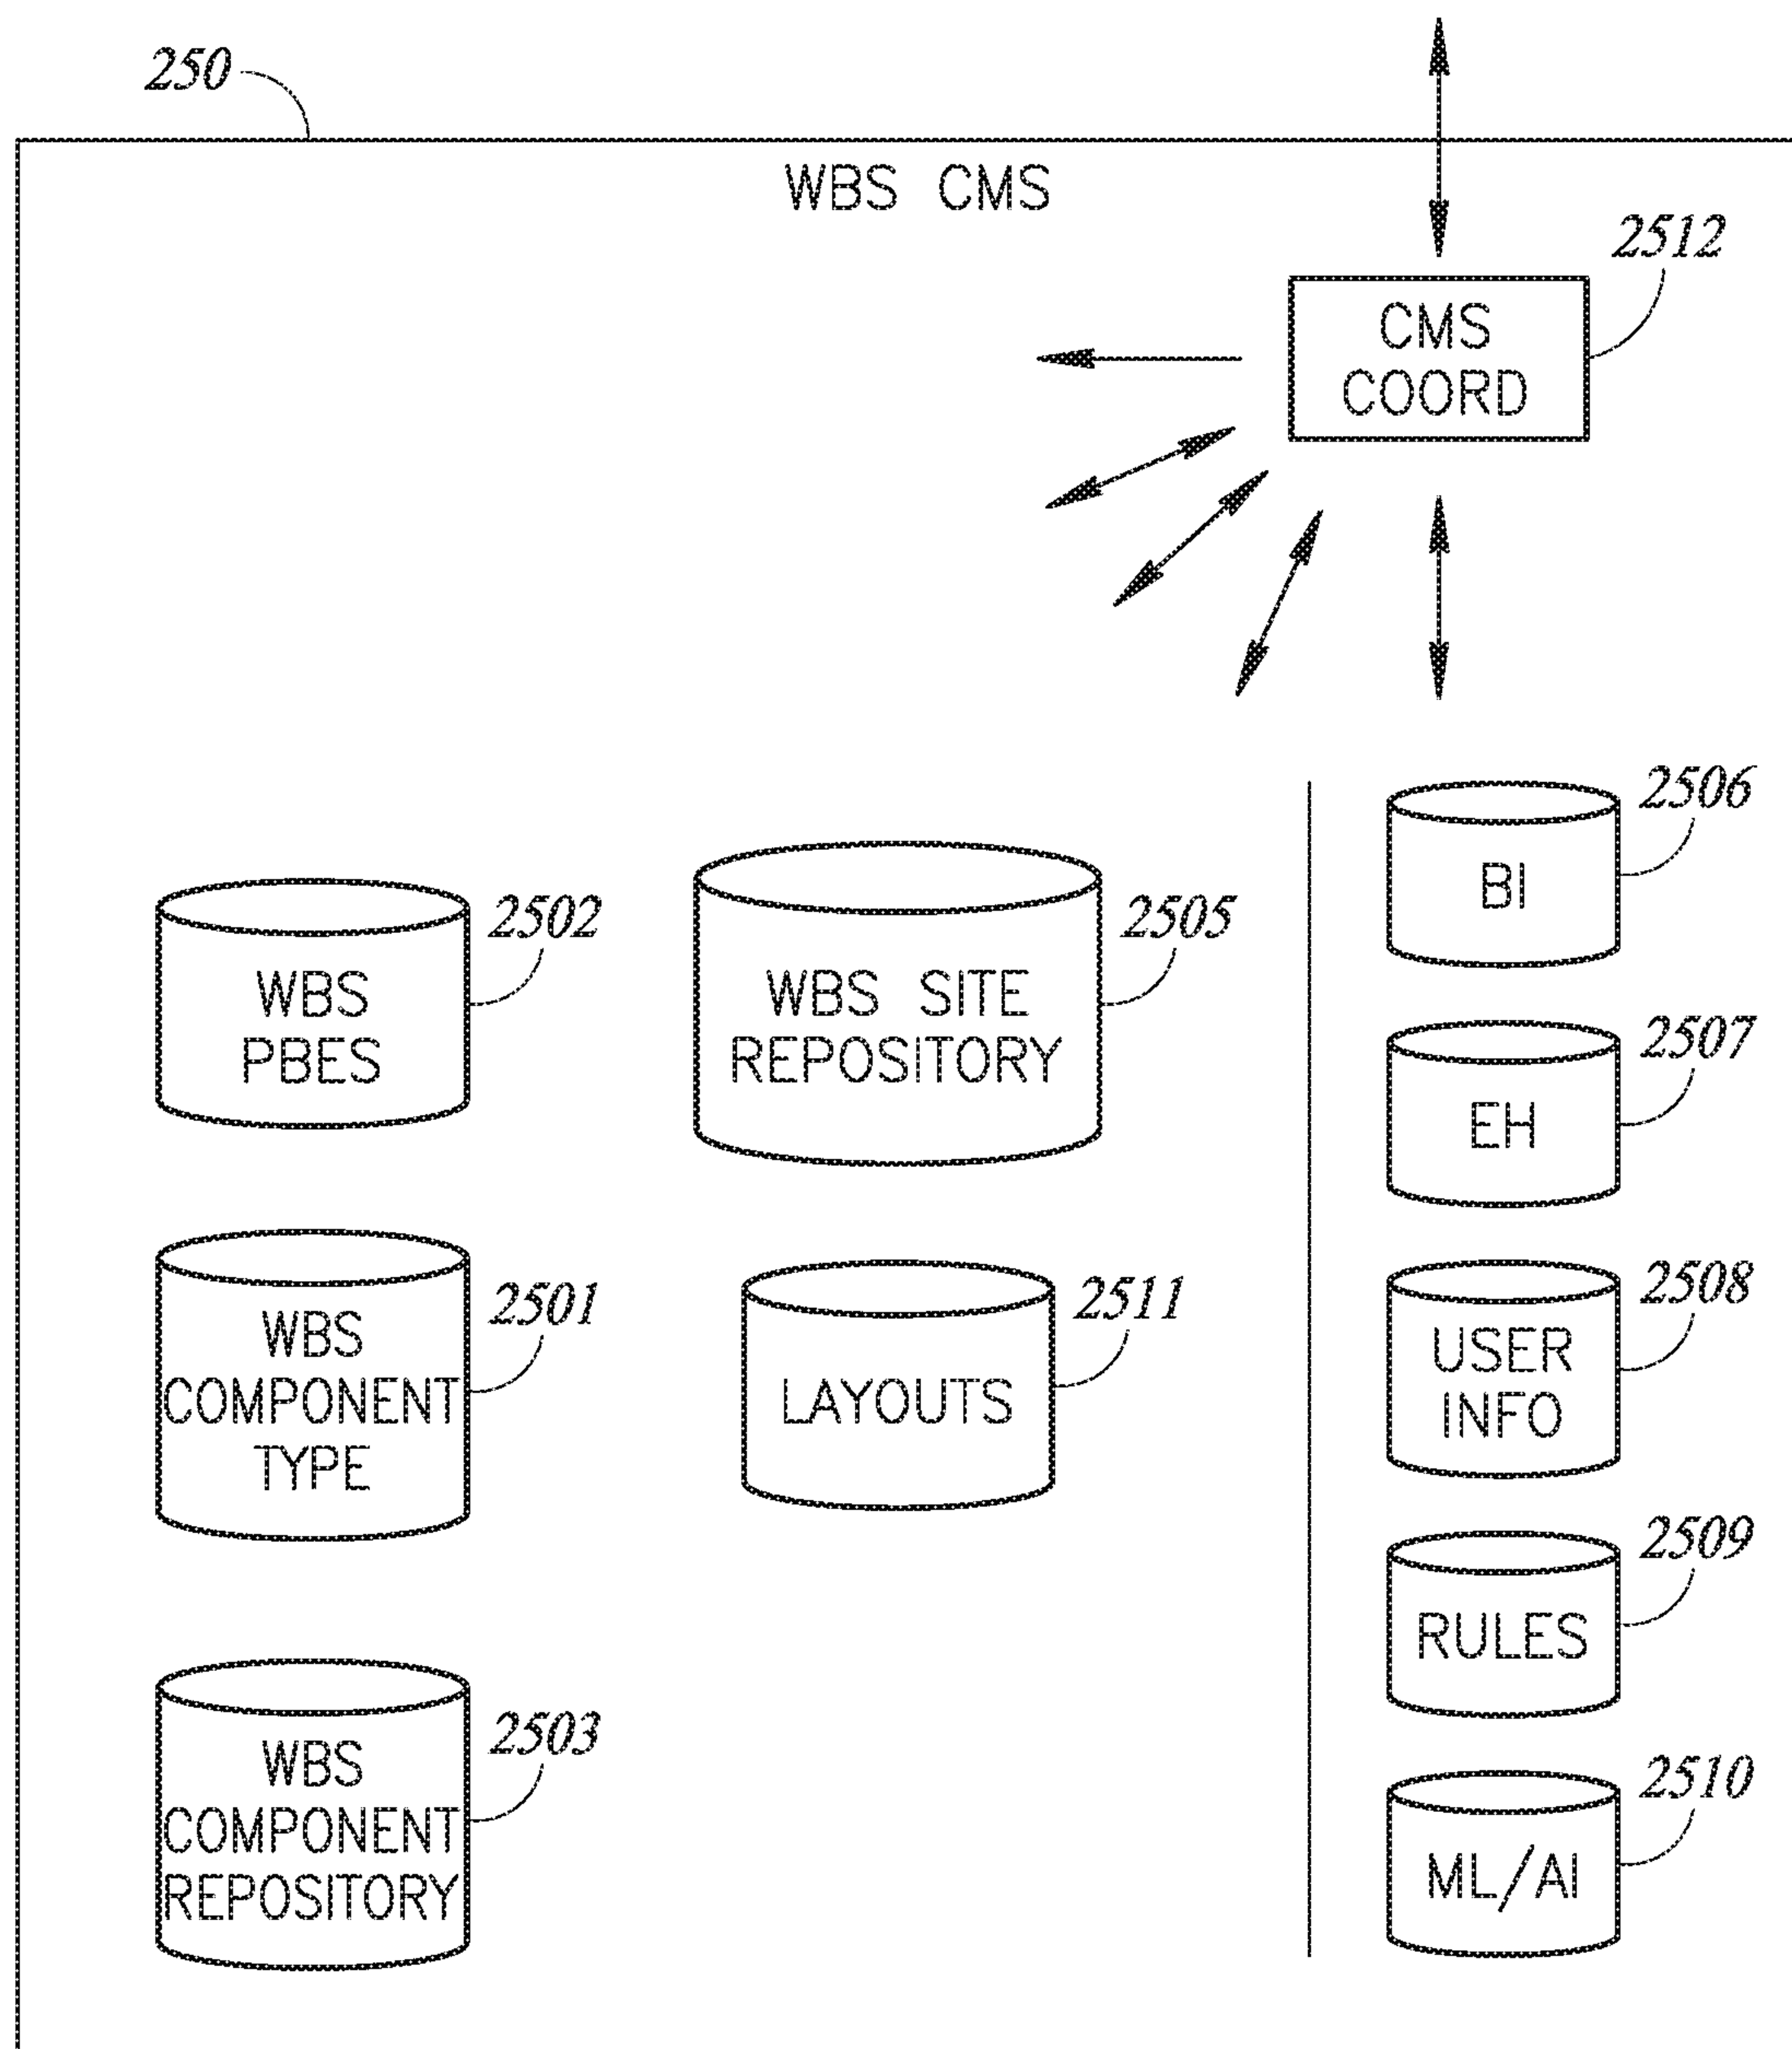 250
WBS CMS
2512
CMS
COORD
2506
BI
2502
WBS
PBES
2505
WBS SITE
REPOSITORY
2507
EH
2501
WBS
COMPONENT
TYPE
2511
LAYOUTS
2508
USER
INFO
2509
RULES
2503
WBS
COMPONENT
REPOSITORY
2510
ML/AI